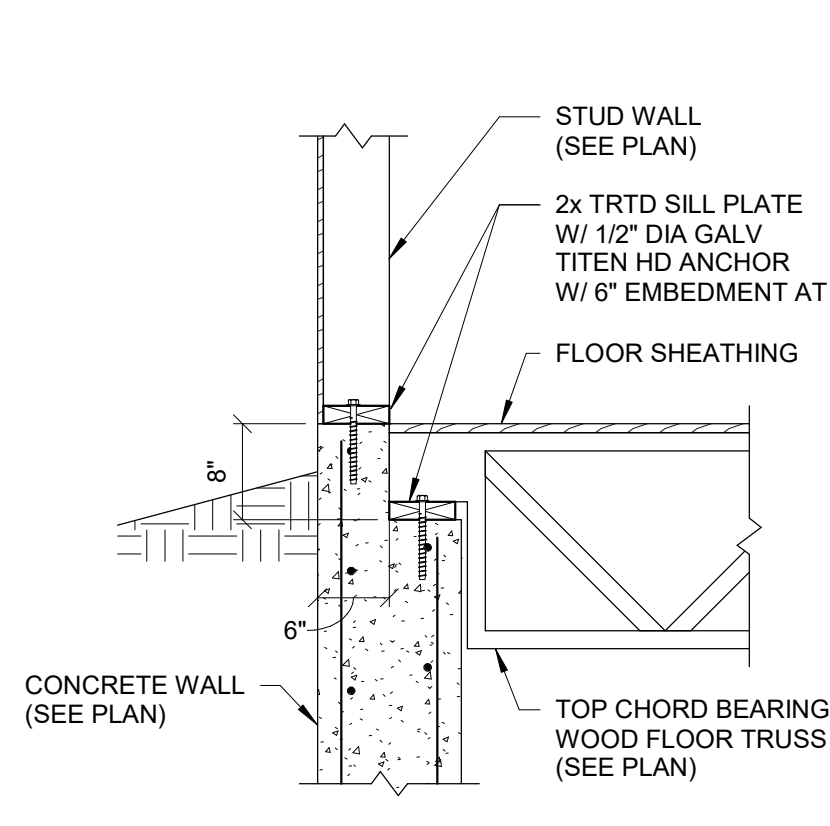 STUD WALL
(SEE PLAN)
2x TRTD SILL PLATE
W/ 1/2" DIA GALV
TITEN HD ANCHOR
W/ 6" EMBEDMENT AT
FLOOR SHEATHING
8"
6"
CONCRETE WALL
(SEE PLAN)
TOP CHORD BEARING
WOOD FLOOR TRUSS
(SEE PLAN)